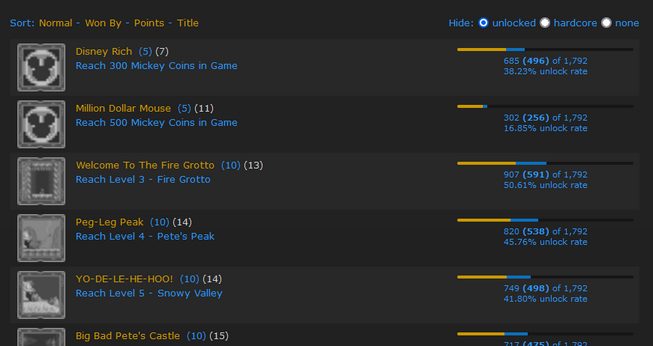 Sort: Normal - Won By - Points - Title
Hide: unlocked hardcore none
Disney Rich (5) (7)
Reach 300 Mickey Coins in Game
685 (496) of 1,792
38.23% unlock rate
Million Dollar Mouse (5) (11)
Reach 500 Mickey Coins in Game
302 (256) of 1,792
16.85% unlock rate
Welcome To The Fire Grotto (10) (13)
Reach Level 3 - Fire Grotto
907 (591) of 1,792
50.61% unlock rate
Peg-Leg Peak (10) (14)
Reach Level 4 - Pete's Peak
820 (538) of 1,792
45.76% unlock rate
YO-DE-LE-HE-HOO! (10) (14)
Reach Level 5 - Snowy Valley
749 (498) of 1,792
41.80% unlock rate
Big Bad Pete's Castle (10) (15)
717 (475) of 1,792